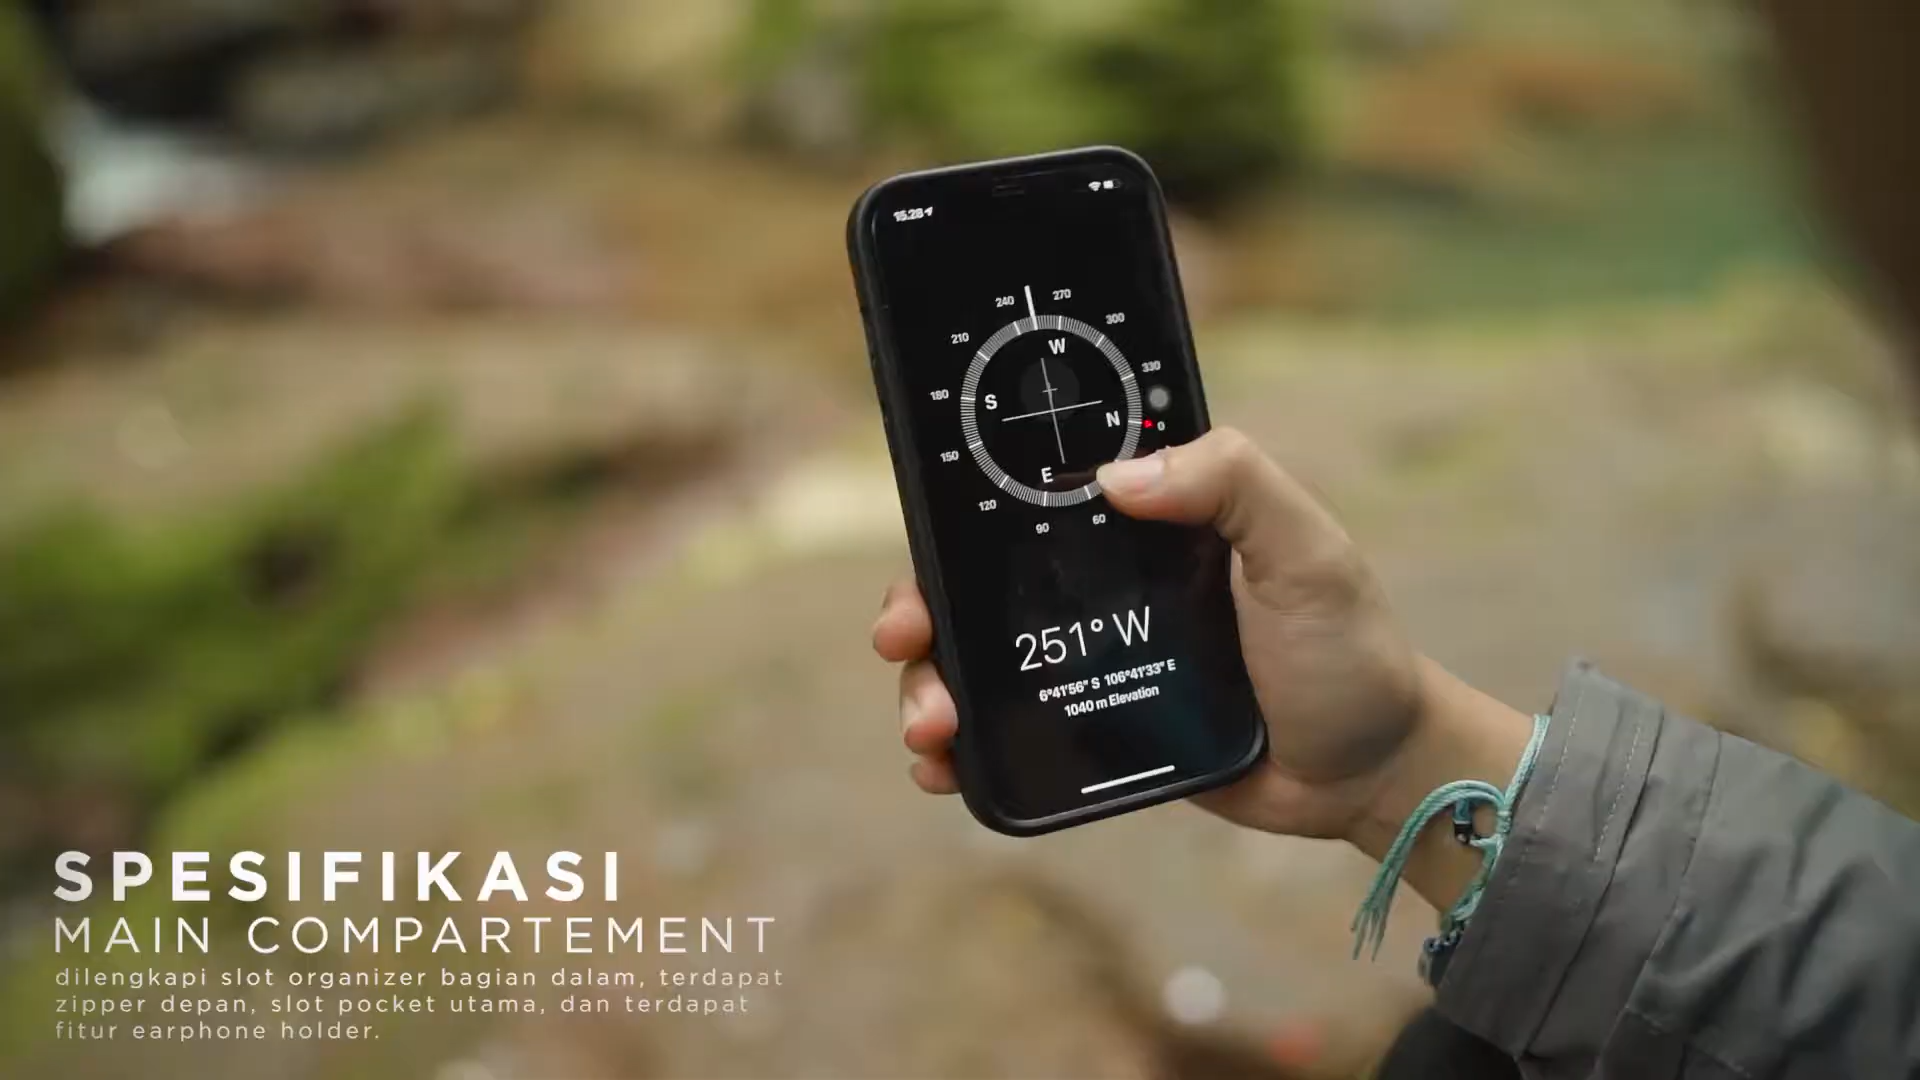 15.28
240 270
210 300
W
330
180 S N 0
150 E
120 90 60
251° W
6°41'56" S 106°41'33" E
1040 m Elevation
SPESIFIKASI
MAIN COMPARTEMENT
dilengkapi slot organizer bagian dalam, terdapat
zipper depan, slot pocket utama, dan terdapat
fitur earphone holder.